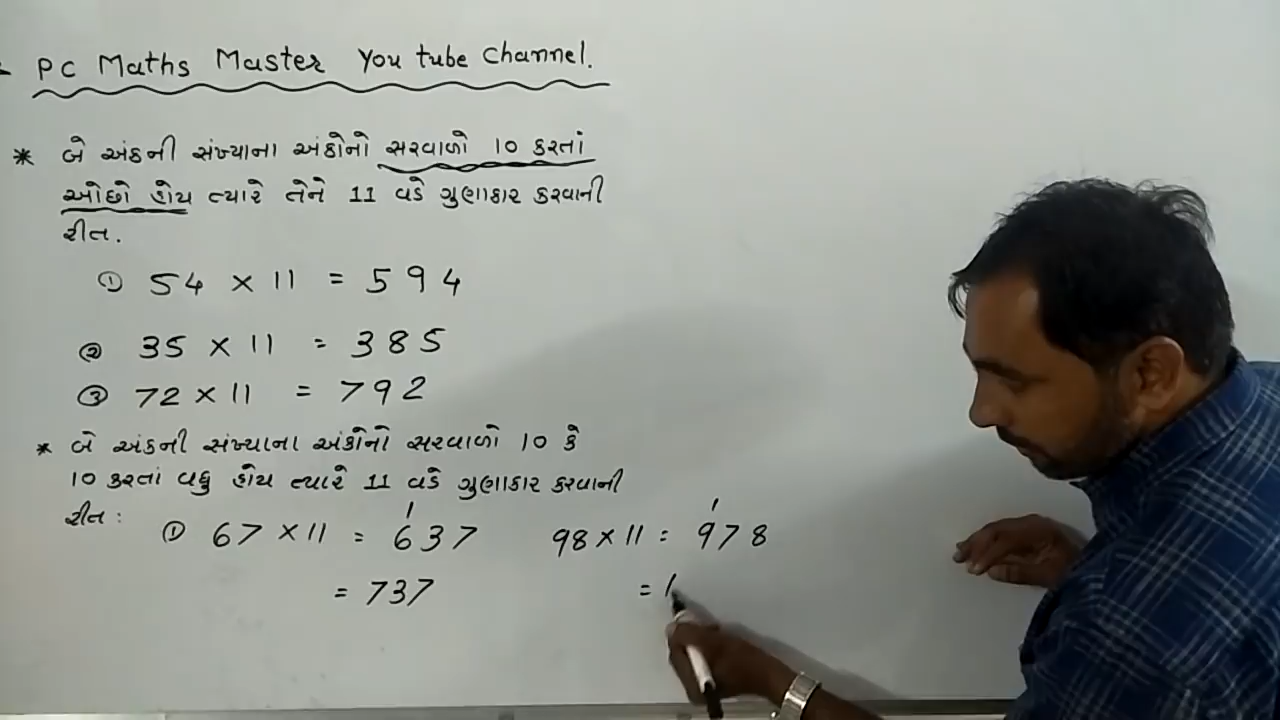 PC Maths Master You tube Channel.
* બે અંકની સંખ્યાના અંકોનો સરવાળો 10 કરતાં
ઓછો હોય ત્યારે તેને 11 વડે ગુણાકાર કરવાની
રીત.
① 54 × 11 = 594
② 35 × 11 = 385
③ 72 × 11 = 792
* બે અંકની સંખ્યાના અંકોનો સરવાળો 10 કે
10 કરતાં વધુ હોય ત્યારે 11 વડે ગુણાકાર કરવાની
રીત :
① 67 × 11 = ¹637
= 737
98 × 11 = ¹978
= 1